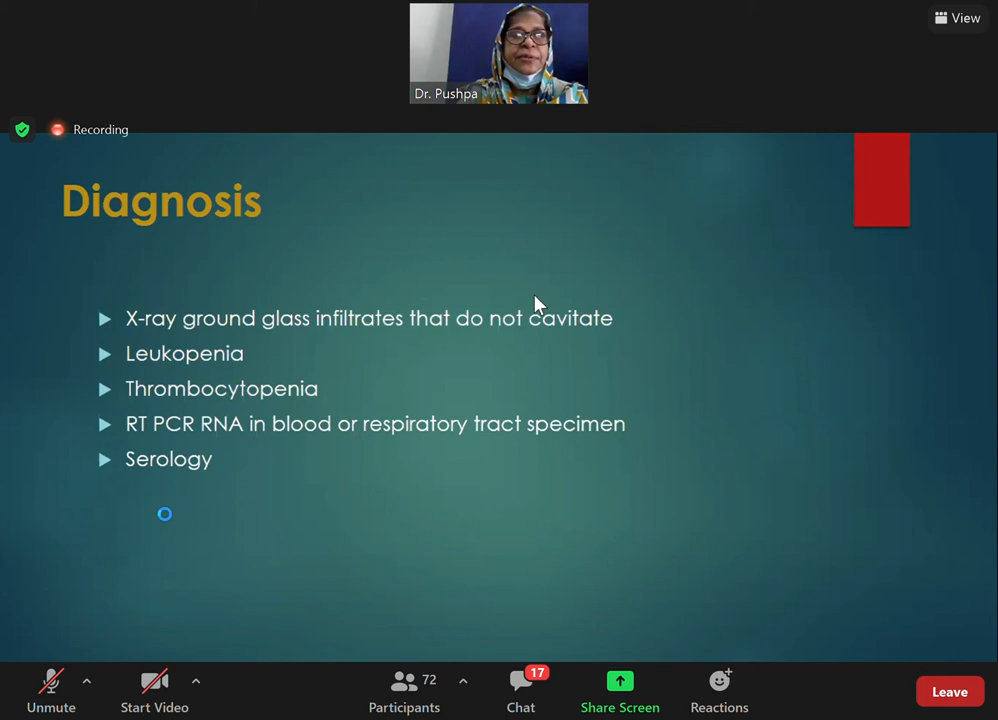 View
Dr. Pushpa
Recording
Diagnosis
X-ray ground glass infiltrates that do not cavitate
Leukopenia
Thrombocytopenia
RT PCR RNA in blood or respiratory tract specimen
Serology
72
17
Unmute
Start Video
Participants
Chat
Share Screen
Reactions
Leave